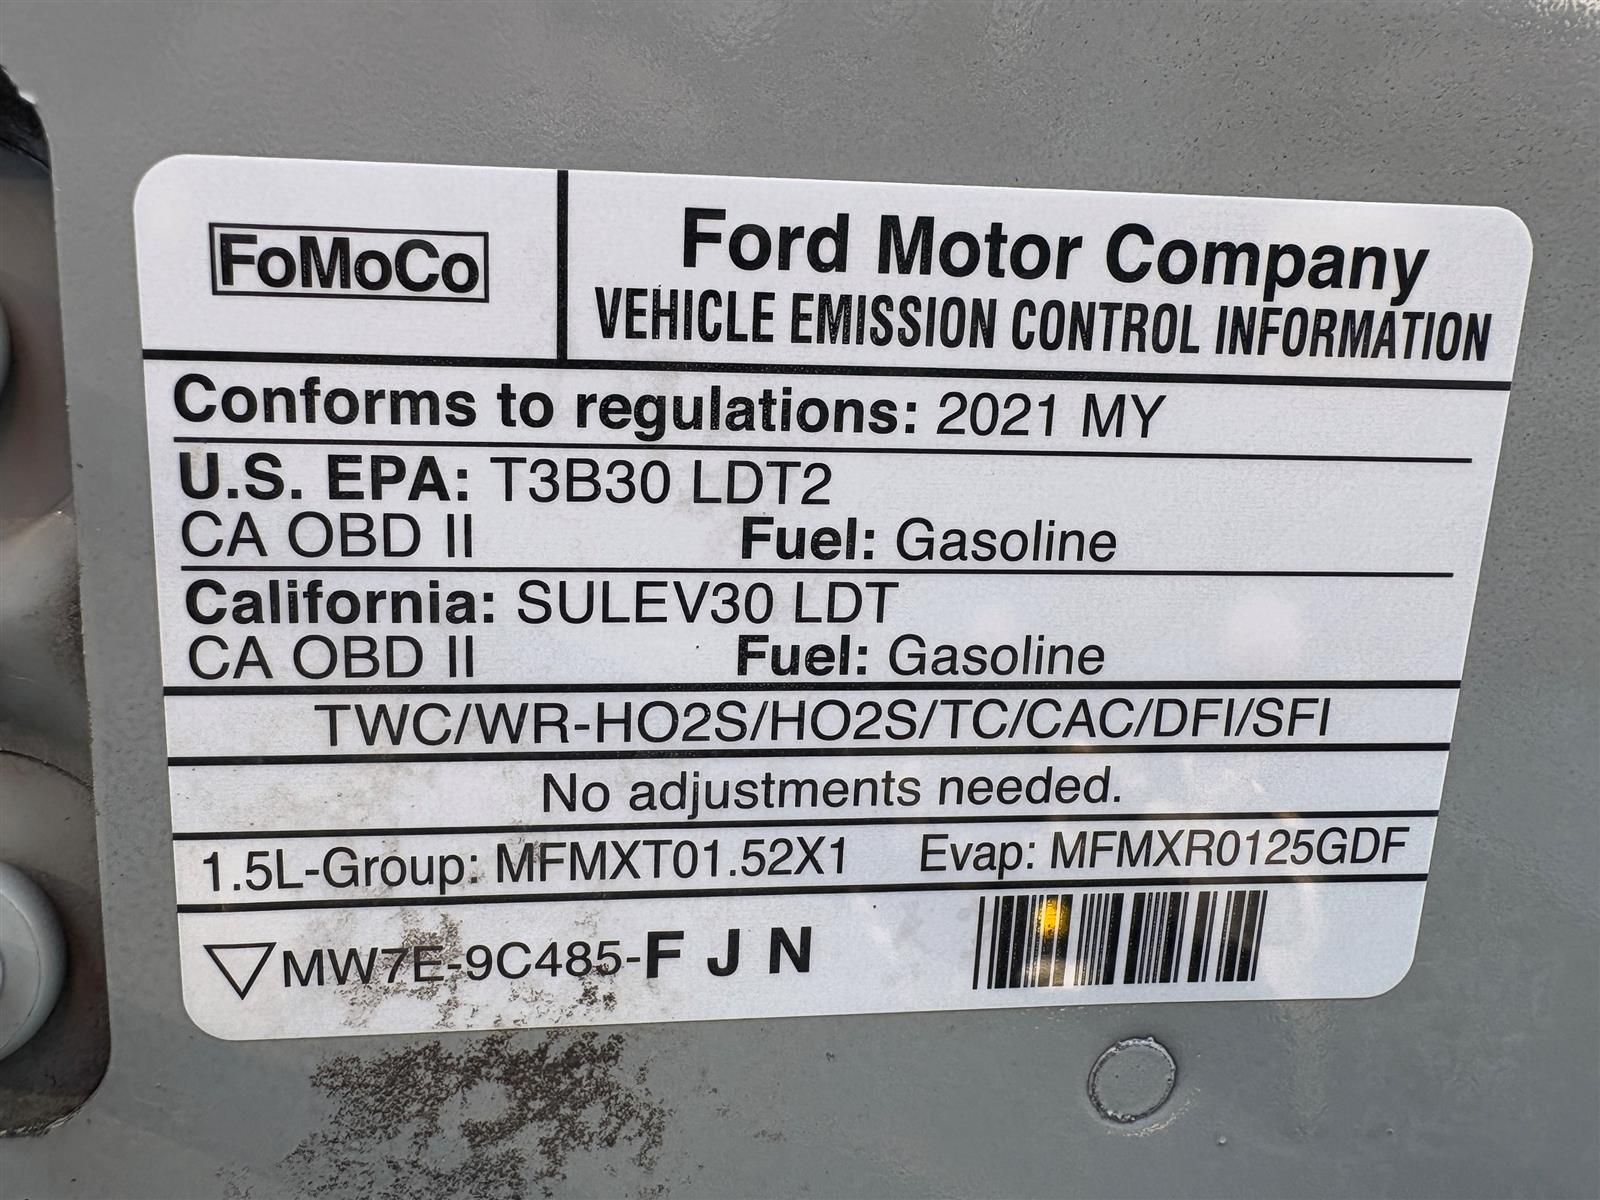 FoMoCo
Ford Motor Company
VEHICLE EMISSION CONTROL INFORMATION
Conforms to regulations: 2021 MY
U.S. EPA: T3B30 LDT2
CA OBD II Fuel: Gasoline
California: SULEV30 LDT
CA OBD II Fuel: Gasoline
TWC/WR-HO2S/HO2S/TC/CAC/DFI/SFI
No adjustments needed.
1.5L-Group: MFMXT01.52X1 Evap: MFMXR0125GDF
MW7E-9C485-F J N